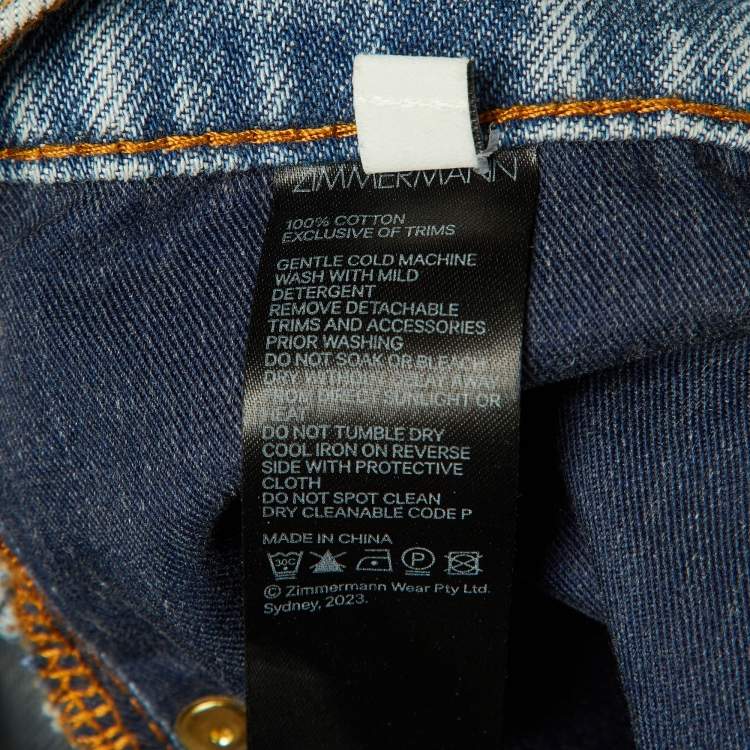 ZIMMERMANN
100% COTTON
EXCLUSIVE OF TRIMS
GENTLE COLD MACHINE
WASH WITH MILD
DETERGENT
REMOVE DETACHABLE
TRIMS AND ACCESSORIES
PRIOR WASHING
DO NOT SOAK OR BLEACH
DRY WITHOUT DELAY AWAY
FROM DIRECT SUNLIGHT OR
HEAT
DO NOT TUMBLE DRY
COOL IRON ON REVERSE
SIDE WITH PROTECTIVE
CLOTH
DO NOT SPOT CLEAN
DRY CLEANABLE CODE P
MADE IN CHINA
30C P
© Zimmermann Wear Pty Ltd.
Sydney, 2023.